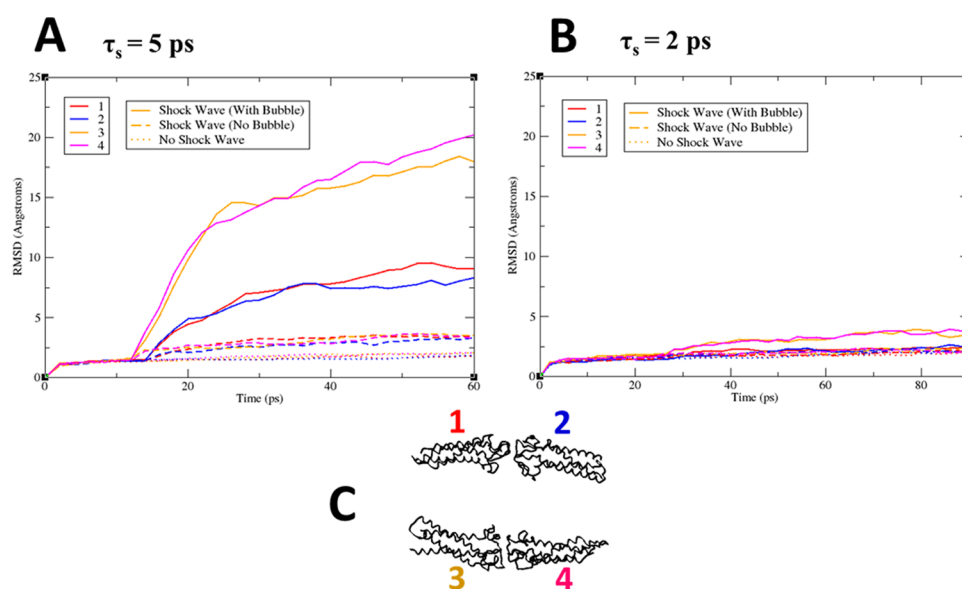 A
τs = 5 ps
B
τs = 2 ps
25
20
15
10
5
0
RMSD (Angstroms)
1
2
3
4
Shock Wave (With Bubble)
Shock Wave (No Bubble)
No Shock Wave
0
20
40
60
Time (ps)
25
20
15
10
5
0
RMSD (Angstroms)
1
2
3
4
Shock Wave (With Bubble)
Shock Wave (No Bubble)
No Shock Wave
0
20
40
60
80
Time (ps)
1
2
C
3
4